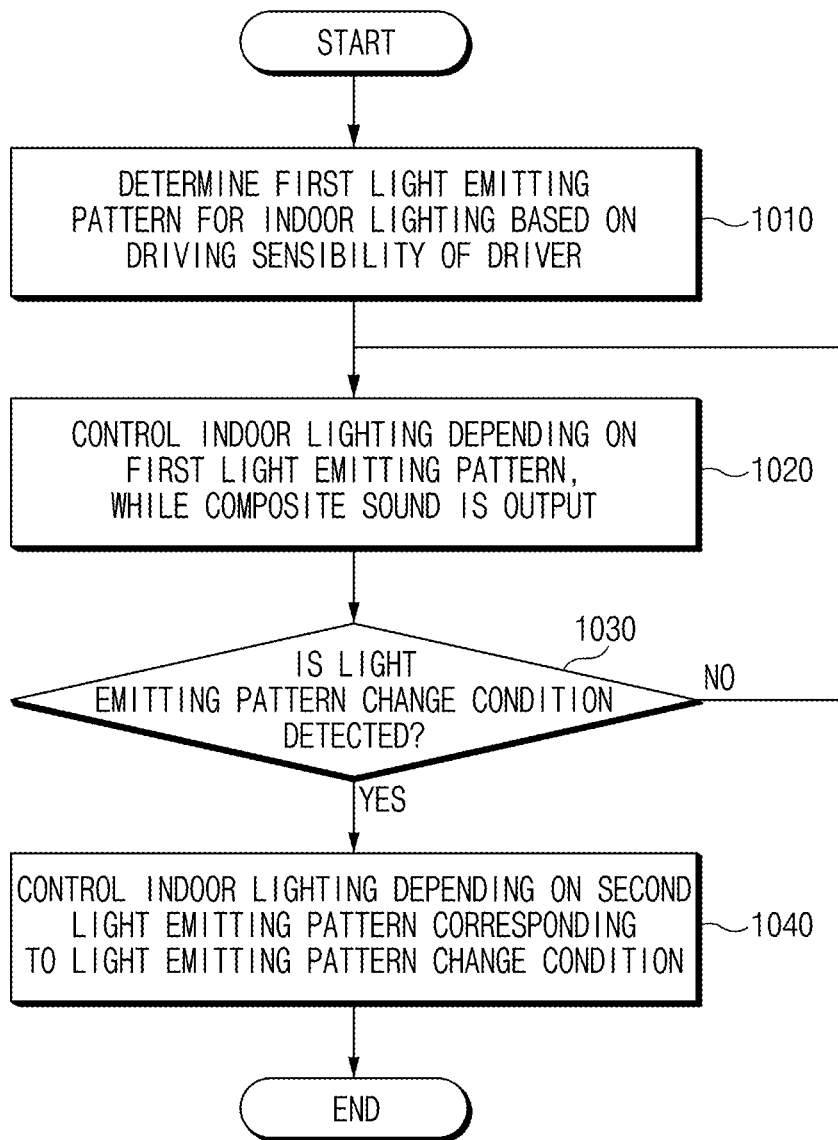 START
DETERMINE FIRST LIGHT EMITTING
PATTERN FOR INDOOR LIGHTING BASED ON
DRIVING SENSIBILITY OF DRIVER
1010
CONTROL INDOOR LIGHTING DEPENDING ON
FIRST LIGHT EMITTING PATTERN,
WHILE COMPOSITE SOUND IS OUTPUT
1020
1030
IS LIGHT
EMITTING PATTERN CHANGE CONDITION
DETECTED?
NO
YES
CONTROL INDOOR LIGHTING DEPENDING ON SECOND
LIGHT EMITTING PATTERN CORRESPONDING
TO LIGHT EMITTING PATTERN CHANGE CONDITION
1040
END